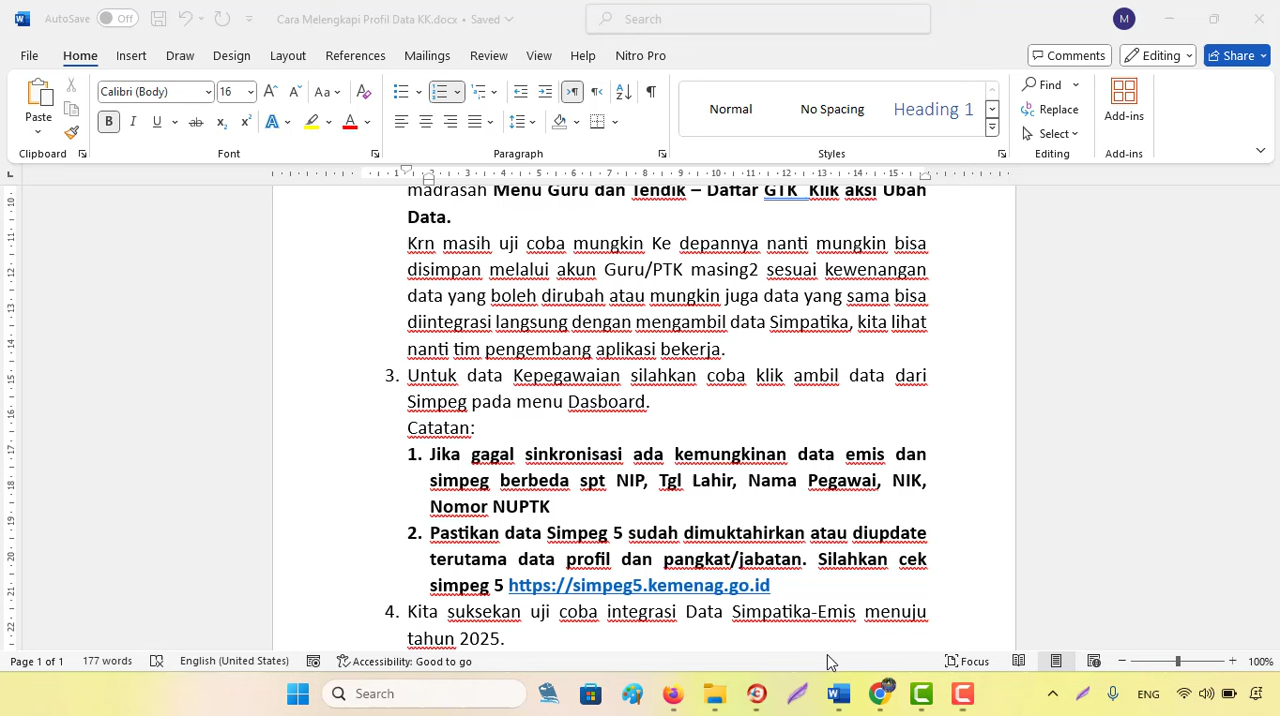 AutoSave Off Cara Melengkapi Profil Data KK.docx • Saved Search M
File Home Insert Draw Design Layout References Mailings Review View Help Nitro Pro Comments Editing Share
Paste Calibri (Body) 16 Normal No Spacing Heading 1 Find Replace Select Add-ins
Clipboard Font Paragraph Styles Editing Add-ins
madrasah Menu Guru dan Tendik – Daftar GTK Klik aksi Ubah
Data.
Krn masih uji coba mungkin Ke depannya nanti mungkin bisa
disimpan melalui akun Guru/PTK masing2 sesuai kewenangan
data yang boleh dirubah atau mungkin juga data yang sama bisa
diintegrasi langsung dengan mengambil data Simpatika, kita lihat
nanti tim pengembang aplikasi bekerja.
3. Untuk data Kepegawaian silahkan coba klik ambil data dari
Simpeg pada menu Dasboard.
Catatan:
1. Jika gagal sinkronisasi ada kemungkinan data emis dan
simpeg berbeda spt NIP, Tgl Lahir, Nama Pegawai, NIK,
Nomor NUPTK
2. Pastikan data Simpeg 5 sudah dimuktahirkan atau diupdate
terutama data profil dan pangkat/jabatan. Silahkan cek
simpeg 5 https://simpeg5.kemenag.go.id
4. Kita suksekan uji coba integrasi Data Simpatika-Emis menuju
tahun 2025.
Page 1 of 1 177 words English (United States) Accessibility: Good to go Focus 100%
Search ENG